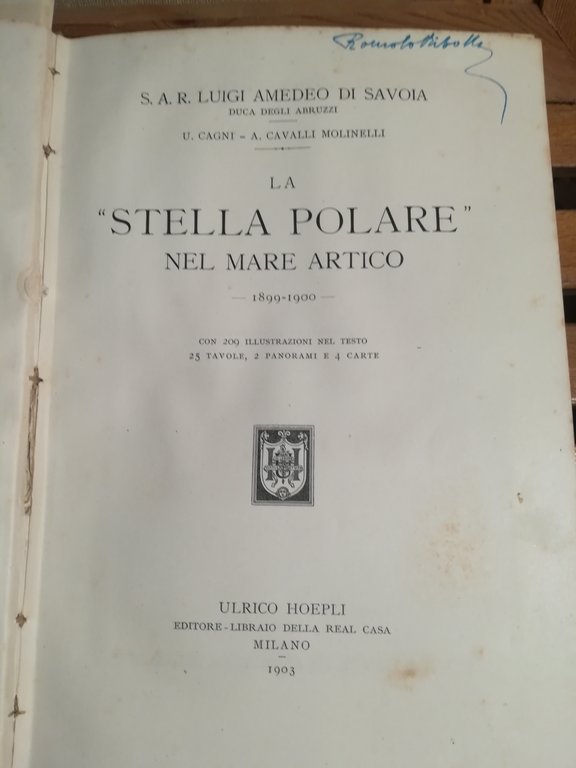 Romolo Ribolla
S. A. R. LUIGI AMEDEO DI SAVOIA
DUCA DEGLI ABRUZZI
U. CAGNI - A. CAVALLI MOLINELLI
LA
"STELLA POLARE"
NEL MARE ARTICO
— 1899-1900 —
CON 209 ILLUSTRAZIONI NEL TESTO
25 TAVOLE, 2 PANORAMI E 4 CARTE
ULRICO HOEPLI
EDITORE-LIBRAIO DELLA REAL CASA
MILANO
1903